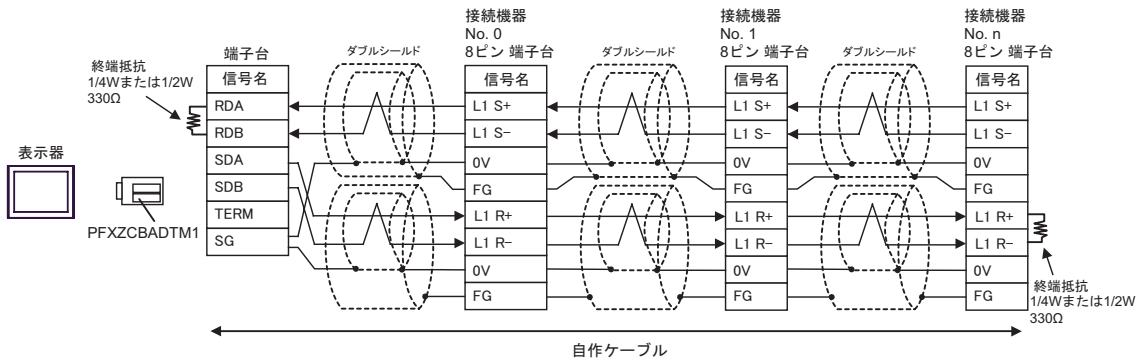 表示器
PFXZCBADTM1
終端抵抗
1/4Wまたは1/2W
330Ω
端子台
信号名
RDA
RDB
SDA
SDB
TERM
SG
ダブルシールド
接続機器
No. 0
8ピン 端子台
信号名
L1 S+
L1 S-
0V
FG
L1 R+
L1 R-
0V
FG
ダブルシールド
接続機器
No. 1
8ピン 端子台
信号名
L1 S+
L1 S-
0V
FG
L1 R+
L1 R-
0V
FG
ダブルシールド
接続機器
No. n
8ピン 端子台
信号名
L1 S+
L1 S-
0V
FG
L1 R+
L1 R-
0V
FG
終端抵抗
1/4Wまたは1/2W
330Ω
自作ケーブル